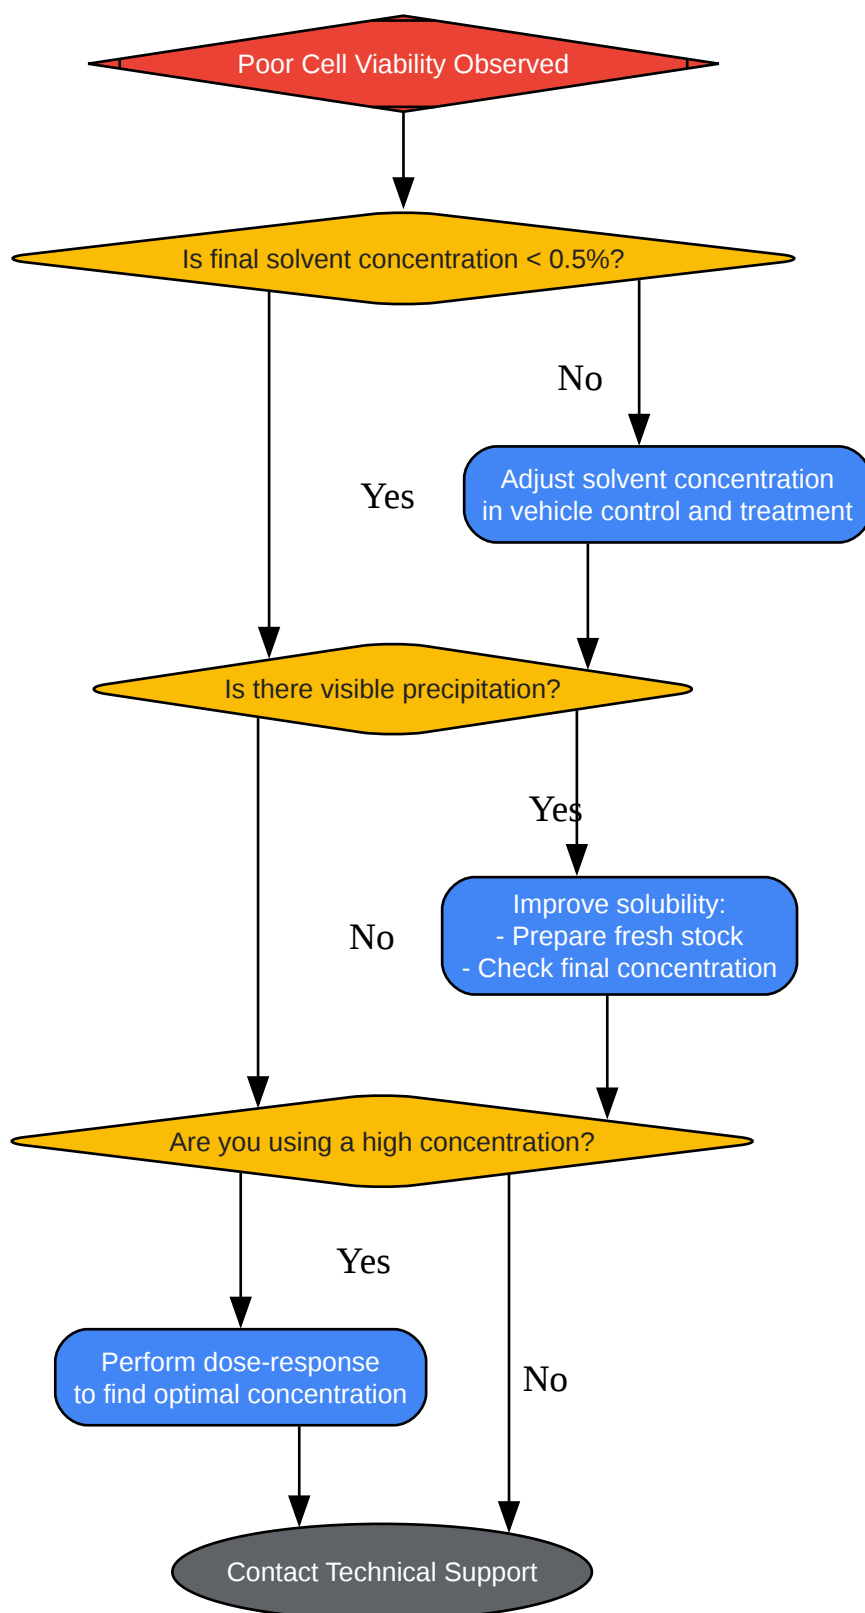 Poor Cell Viability Observed
Is final solvent concentration < 0.5%?
No
Adjust solvent concentration
in vehicle control and treatment
Yes
Is there visible precipitation?
Yes
Improve solubility:
- Prepare fresh stock
- Check final concentration
No
Are you using a high concentration?
Yes
Perform dose-response
to find optimal concentration
No
Contact Technical Support